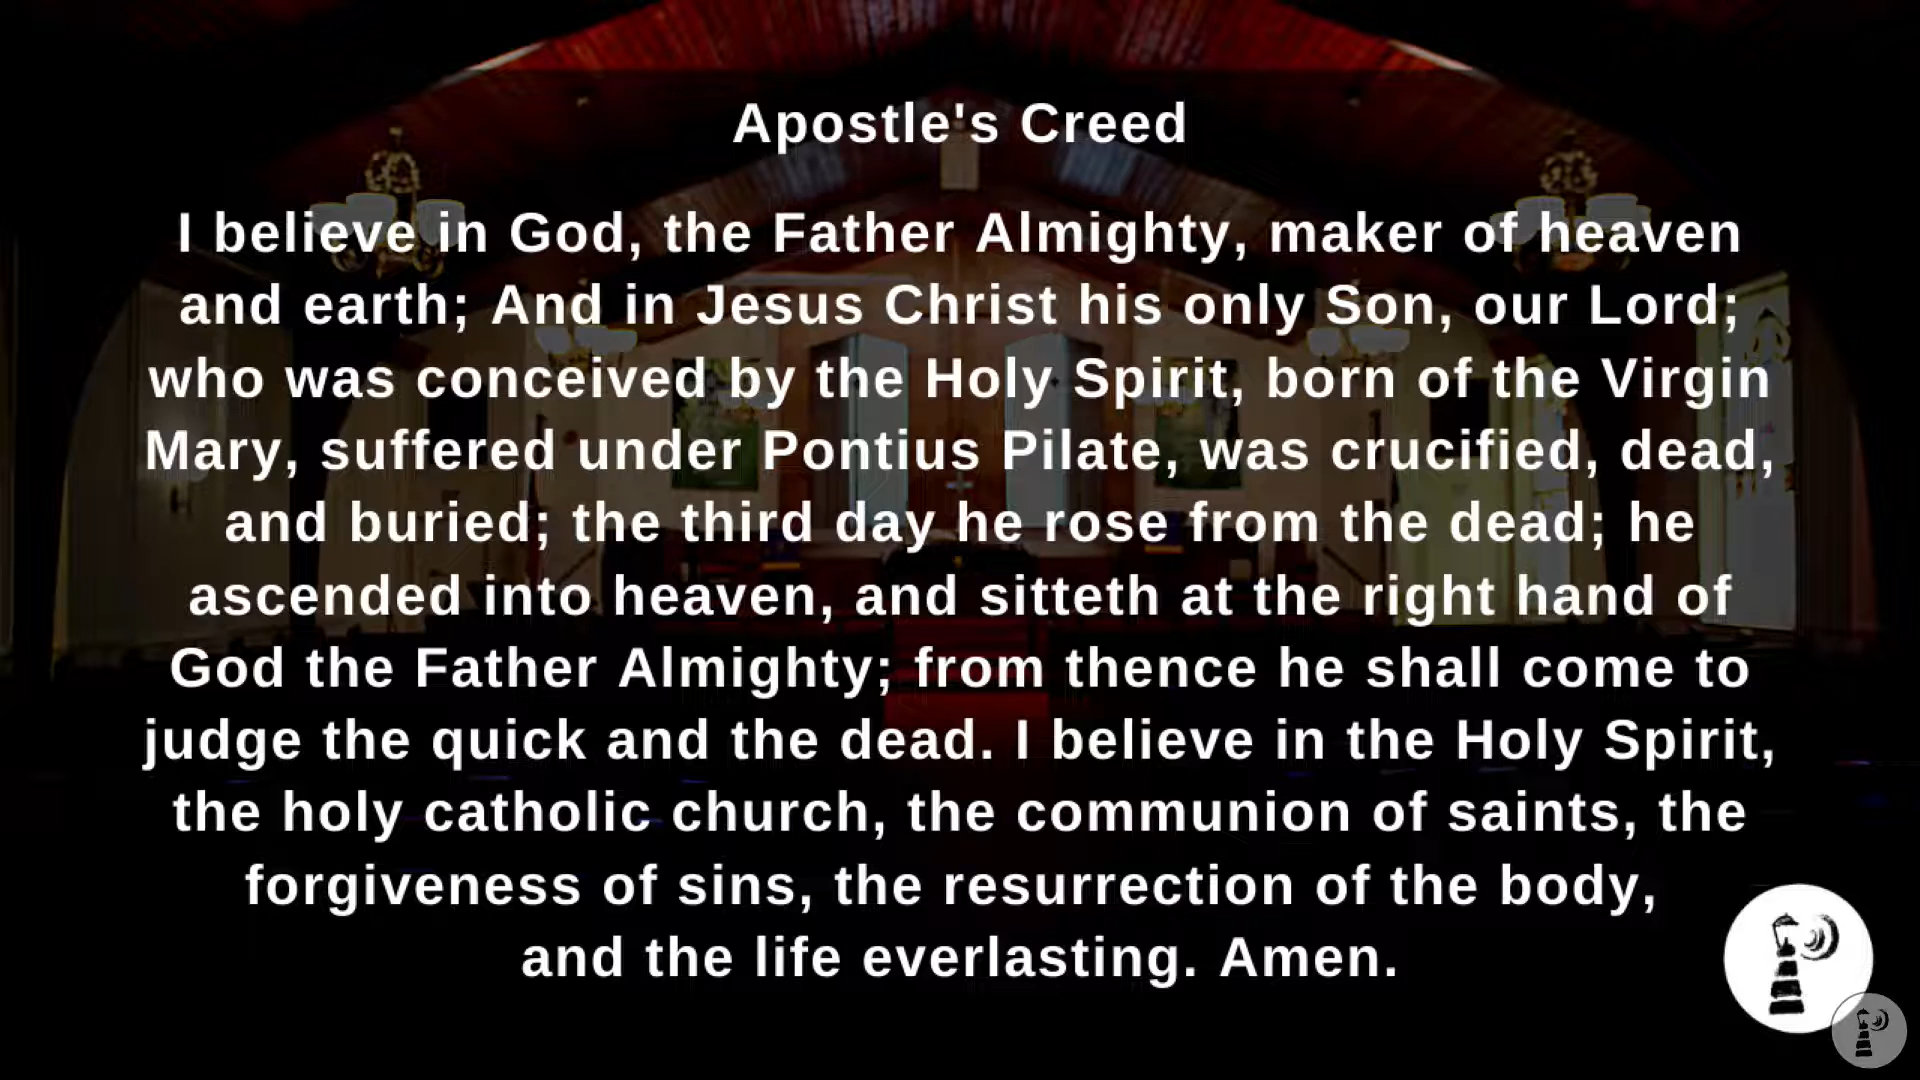 Apostle's Creed
I believe in God, the Father Almighty, maker of heaven
and earth; And in Jesus Christ his only Son, our Lord;
who was conceived by the Holy Spirit, born of the Virgin
Mary, suffered under Pontius Pilate, was crucified, dead,
and buried; the third day he rose from the dead; he
ascended into heaven, and sitteth at the right hand of
God the Father Almighty; from thence he shall come to
judge the quick and the dead. I believe in the Holy Spirit,
the holy catholic church, the communion of saints, the
forgiveness of sins, the resurrection of the body,
and the life everlasting. Amen.